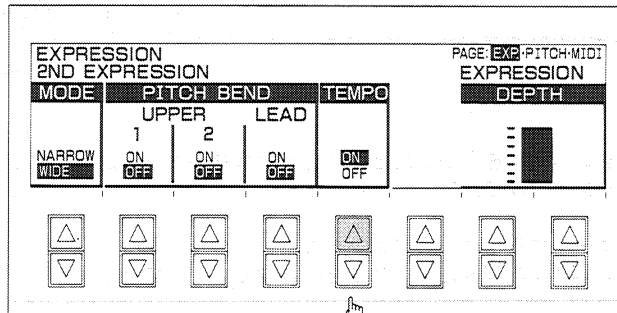 EXPRESSION
PAGE: EXP·PITCH·MIDI
2ND EXPRESSION
EXPRESSION
MODE PITCH BEND TEMPO DEPTH
UPPER LEAD
1 2
NARROW ON ON ON ON
WIDE OFF OFF OFF OFF